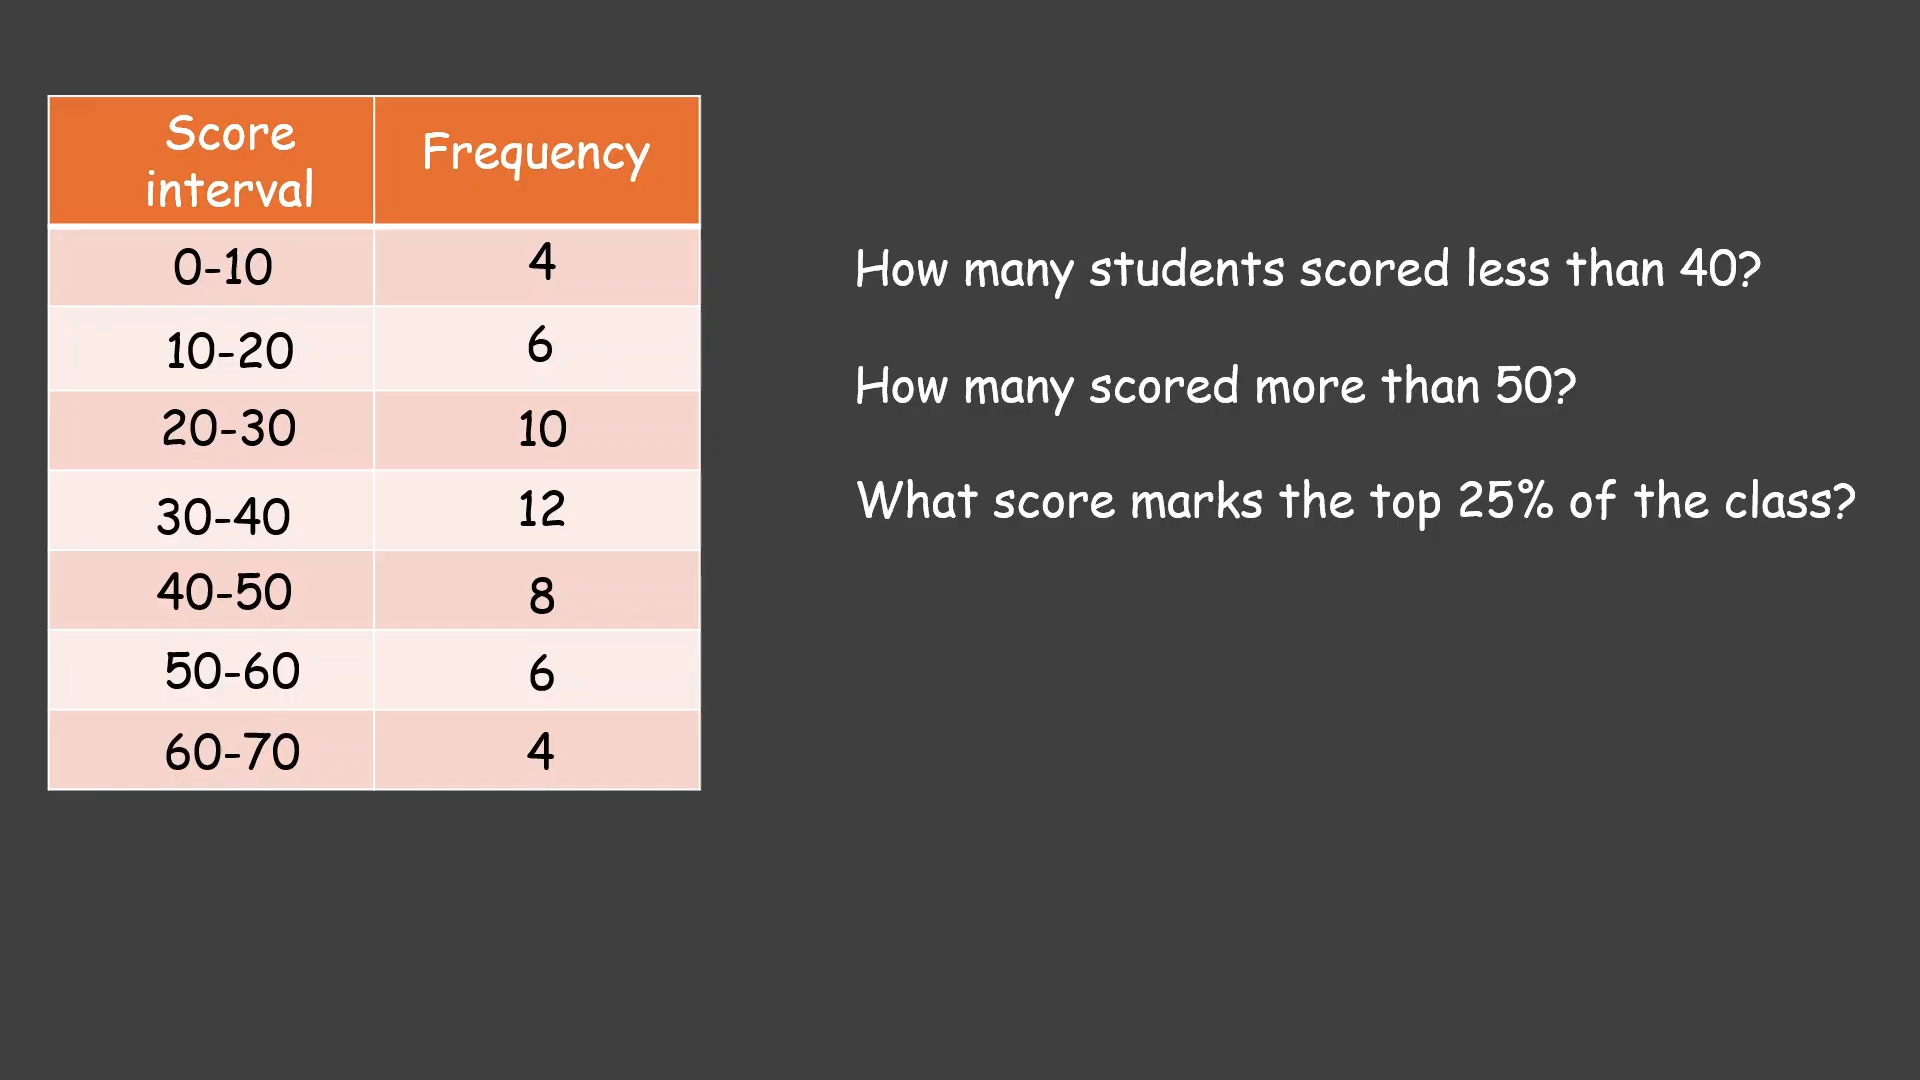 Score
interval
Frequency
0-10 4
10-20 6
20-30 10
30-40 12
40-50 8
50-60 6
60-70 4
How many students scored less than 40?
How many scored more than 50?
What score marks the top 25% of the class?